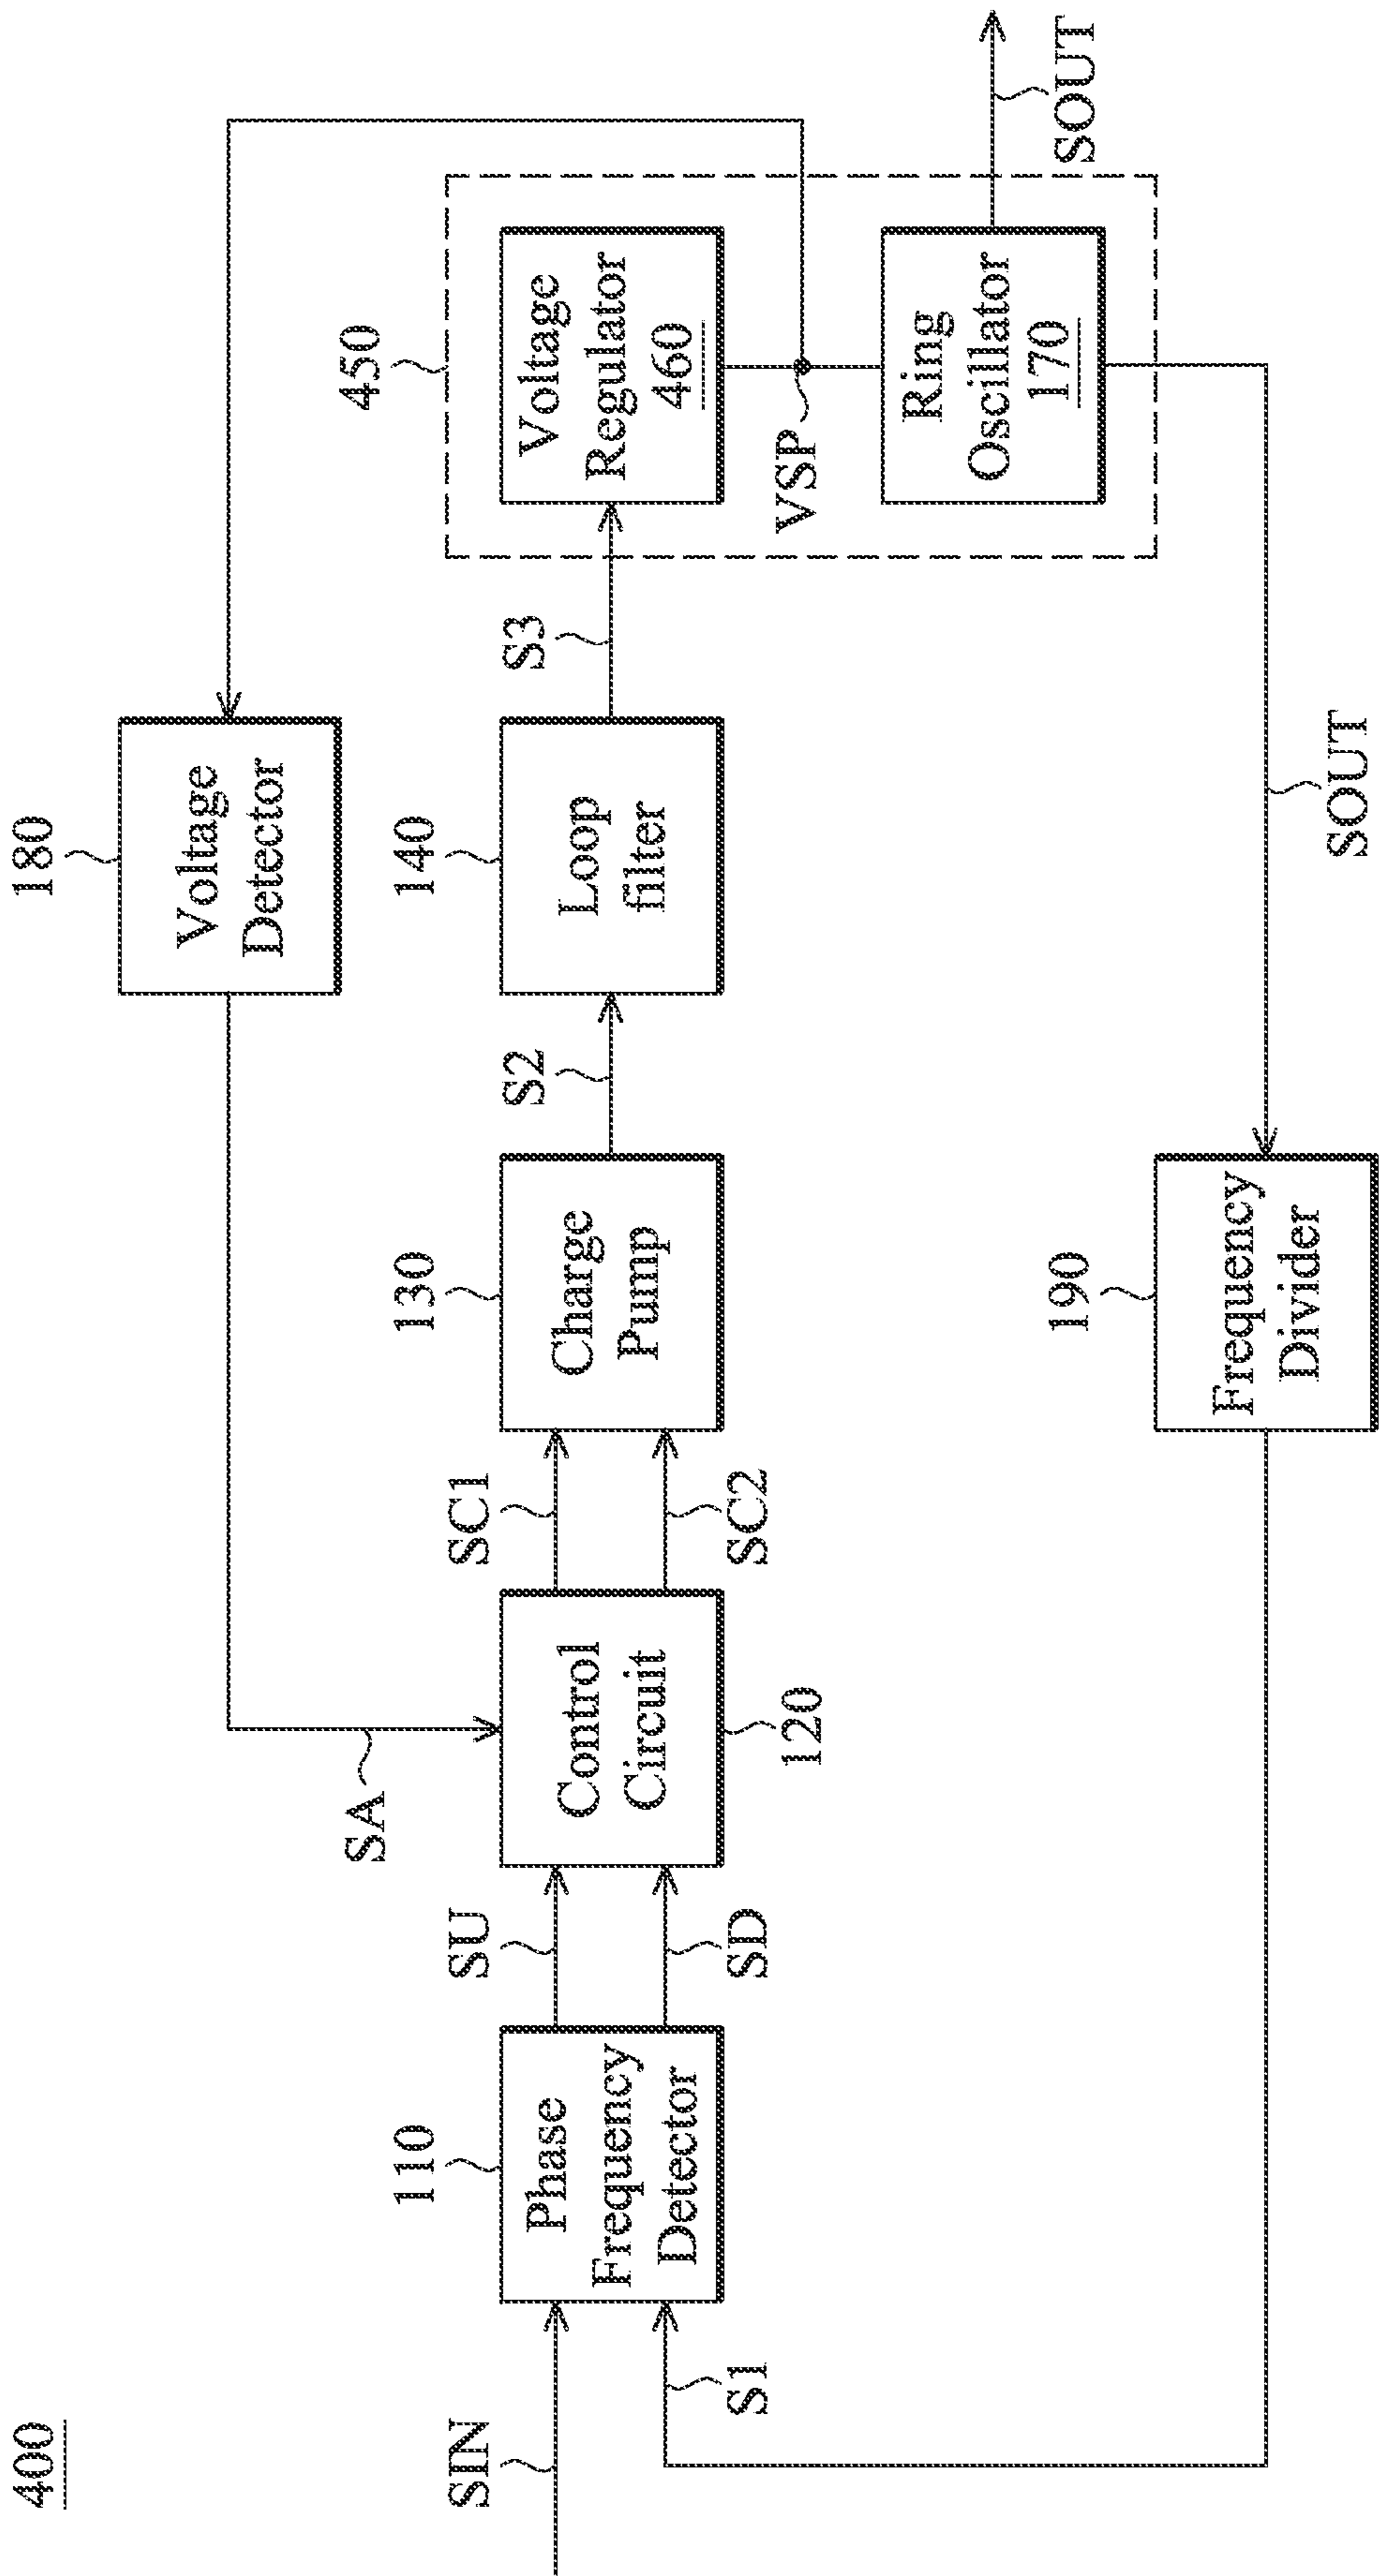 400
180
Voltage
Detector
SA
SIN
110
Phase
Frequency
Detector
SU
SD
Control
Circuit
120
SC1
SC2
130
Charge
Pump
S2
140
Loop
filter
S3
450
Voltage
Regulator
460
VSP
Ring
Oscillator
170
SOUT
S1
190
Frequency
Divider
SOUT